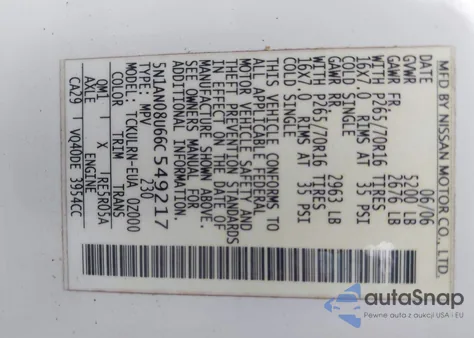 MFD BY NISSAN MOTOR CO., LTD.
06/06
GVWR 5200 LB
GAWR FR 2676 LB
WITH P265/70R16 TIRES
16X7.0 RIMS AT 35 PSI
COLD SINGLE
GAWR RR 2963 LB
WITH P265/70R16 TIRES
16X7.0 RIMS AT 35 PSI
COLD SINGLE
THIS VEHICLE CONFORMS TO
ALL APPLICABLE FEDERAL
MOTOR VEHICLE SAFETY AND
THEFT PREVENTION STANDARDS
IN EFFECT ON THE DATE OF
MANUFACTURE SHOWN ABOVE.
SEE OWNERS MANUAL FOR
ADDITIONAL INFORMATION.
5N1AN08U66C549217
TYPE: MPV
230
MODEL: TCKULRN-EUA 0Z000
COLOR TRIM TRANS
QM1 X RE5R05A
AXLE ENGINE
CA29 VQ40DE 3954CC
autaSnap
Pewne auta z aukcji USA i EU